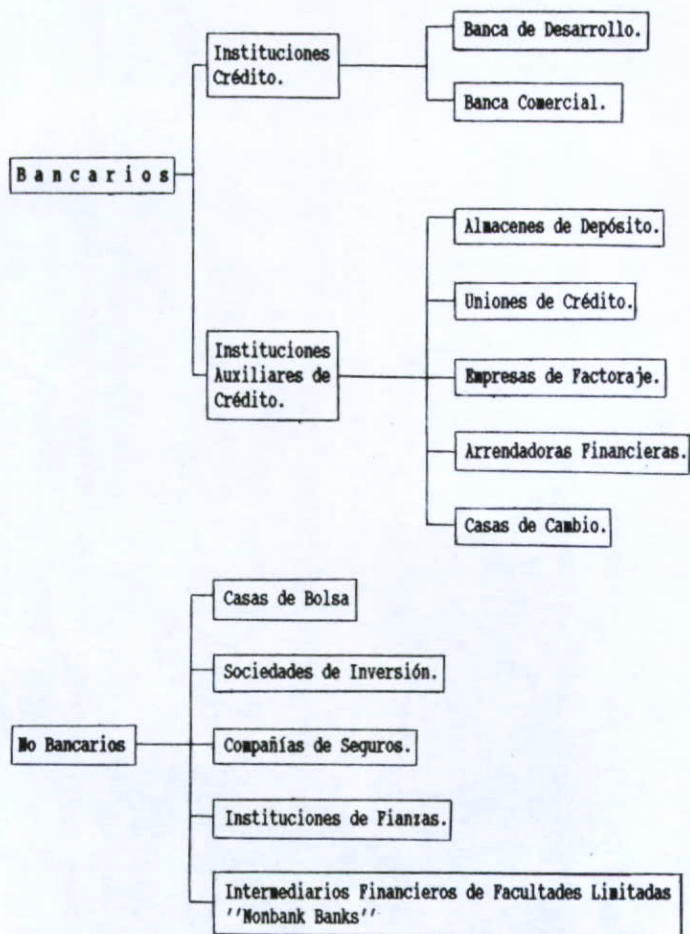 Bancarios
Instituciones
Crédito.
Banca de Desarrollo.
Banca Comercial.
Instituciones
Auxiliares de
Crédito.
Almacenes de Depósito.
Uniones de Crédito.
Empresas de Factoraje.
Arrendadoras Financieras.
Casas de Cambio.
No Bancarios
Casas de Bolsa
Sociedades de Inversión.
Compañías de Seguros.
Instituciones de Fianzas.
Intermediarios Financieros de Facultades Limitadas
''Nonbank Banks''